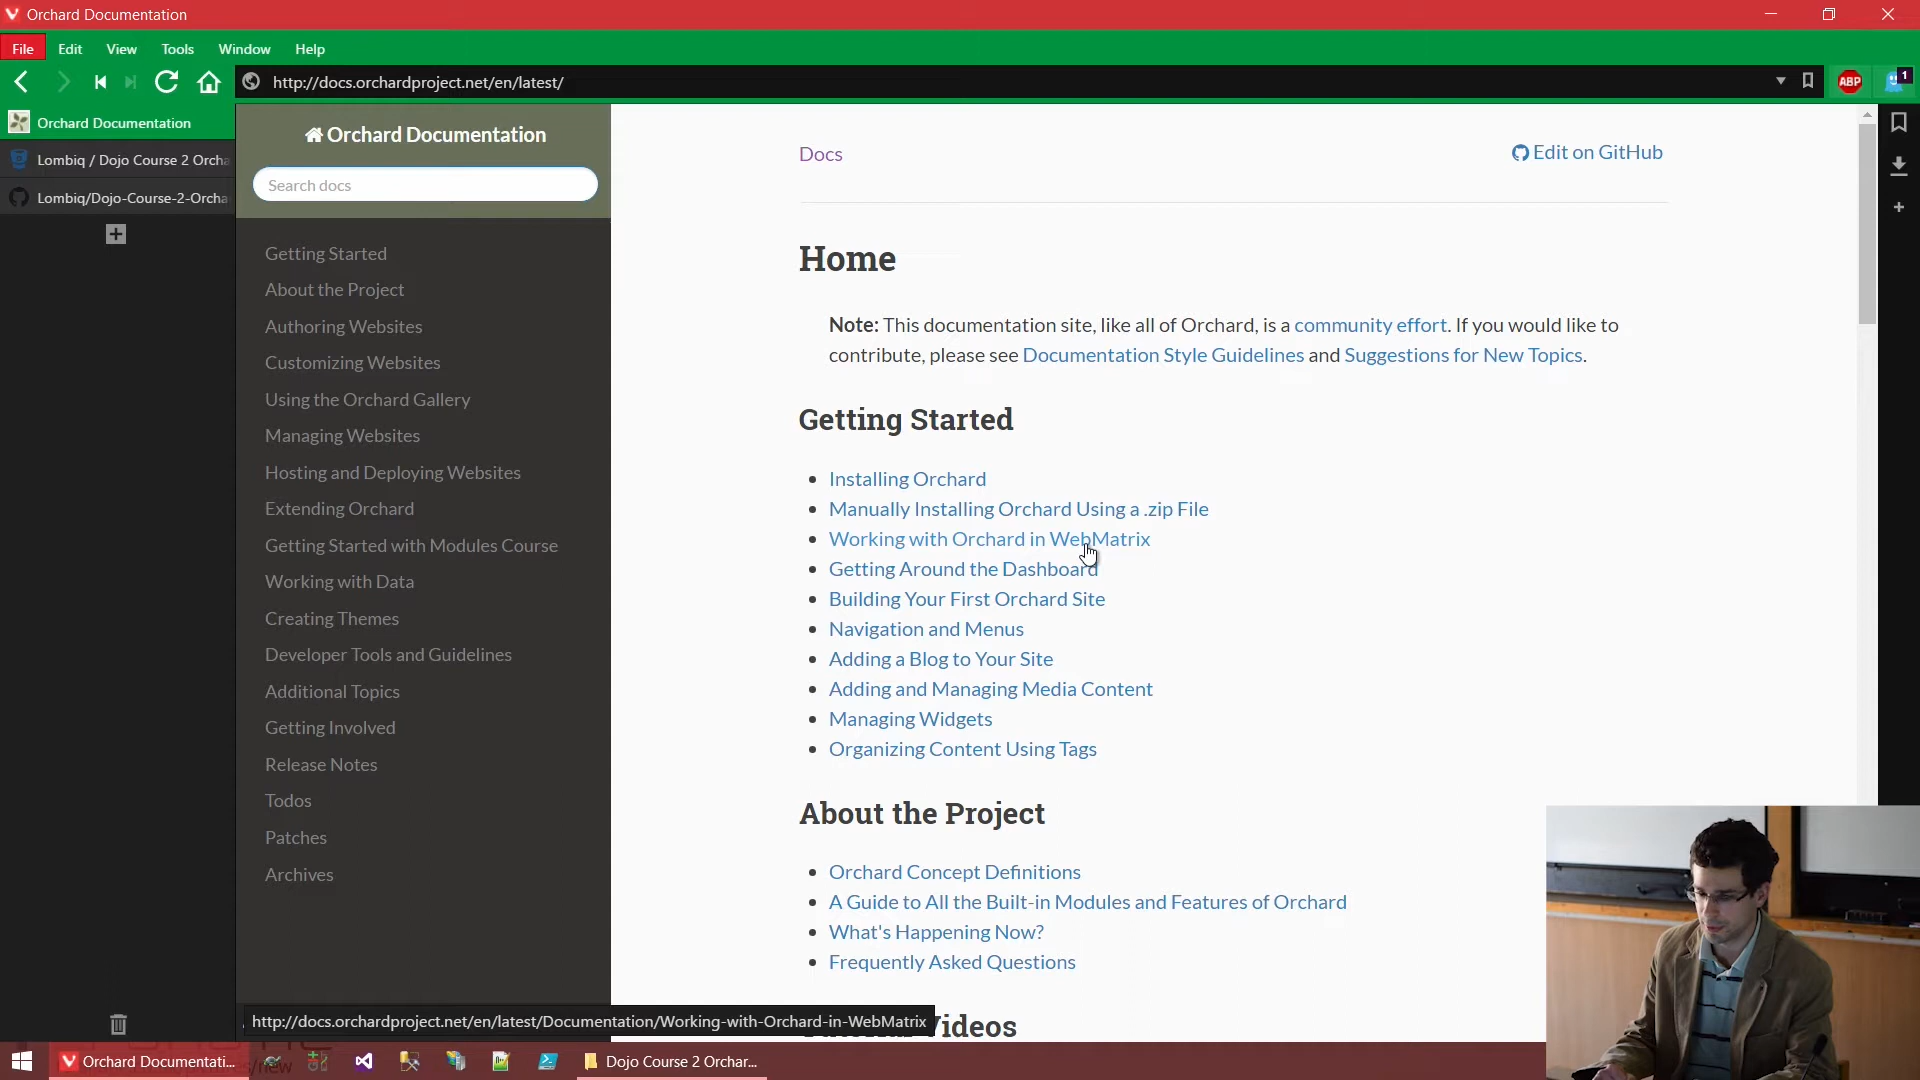 Orchard Documentation
File Edit View Tools Window Help
http://docs.orchardproject.net/en/latest/
ABP
1
Orchard Documentation
Lombiq / Dojo Course 2 Orcha
Lombiq/Dojo-Course-2-Orcha
Orchard Documentation
Search docs
Getting Started
About the Project
Authoring Websites
Customizing Websites
Using the Orchard Gallery
Managing Websites
Hosting and Deploying Websites
Extending Orchard
Getting Started with Modules Course
Working with Data
Creating Themes
Developer Tools and Guidelines
Additional Topics
Getting Involved
Release Notes
Todos
Patches
Archives
Docs
Edit on GitHub
Home
Note: This documentation site, like all of Orchard, is a community effort. If you would like to
contribute, please see Documentation Style Guidelines and Suggestions for New Topics.
Getting Started
Installing Orchard
Manually Installing Orchard Using a .zip File
Working with Orchard in WebMatrix
Getting Around the Dashboard
Building Your First Orchard Site
Navigation and Menus
Adding a Blog to Your Site
Adding and Managing Media Content
Managing Widgets
Organizing Content Using Tags
About the Project
Orchard Concept Definitions
A Guide to All the Built-in Modules and Features of Orchard
What's Happening Now?
Frequently Asked Questions
Videos
http://docs.orchardproject.net/en/latest/Documentation/Working-with-Orchard-in-WebMatrix
Orchard Documentati...
Dojo Course 2 Orchar...